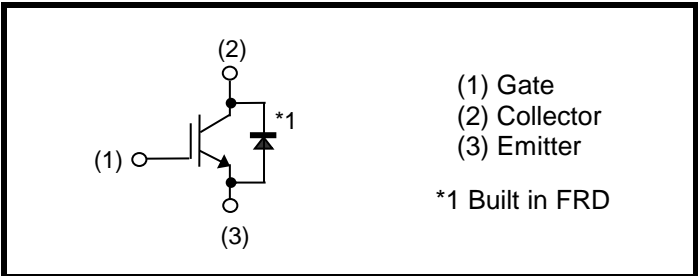 (2)
*1
(1)
(3)
(1) Gate
(2) Collector
(3) Emitter
*1 Built in FRD